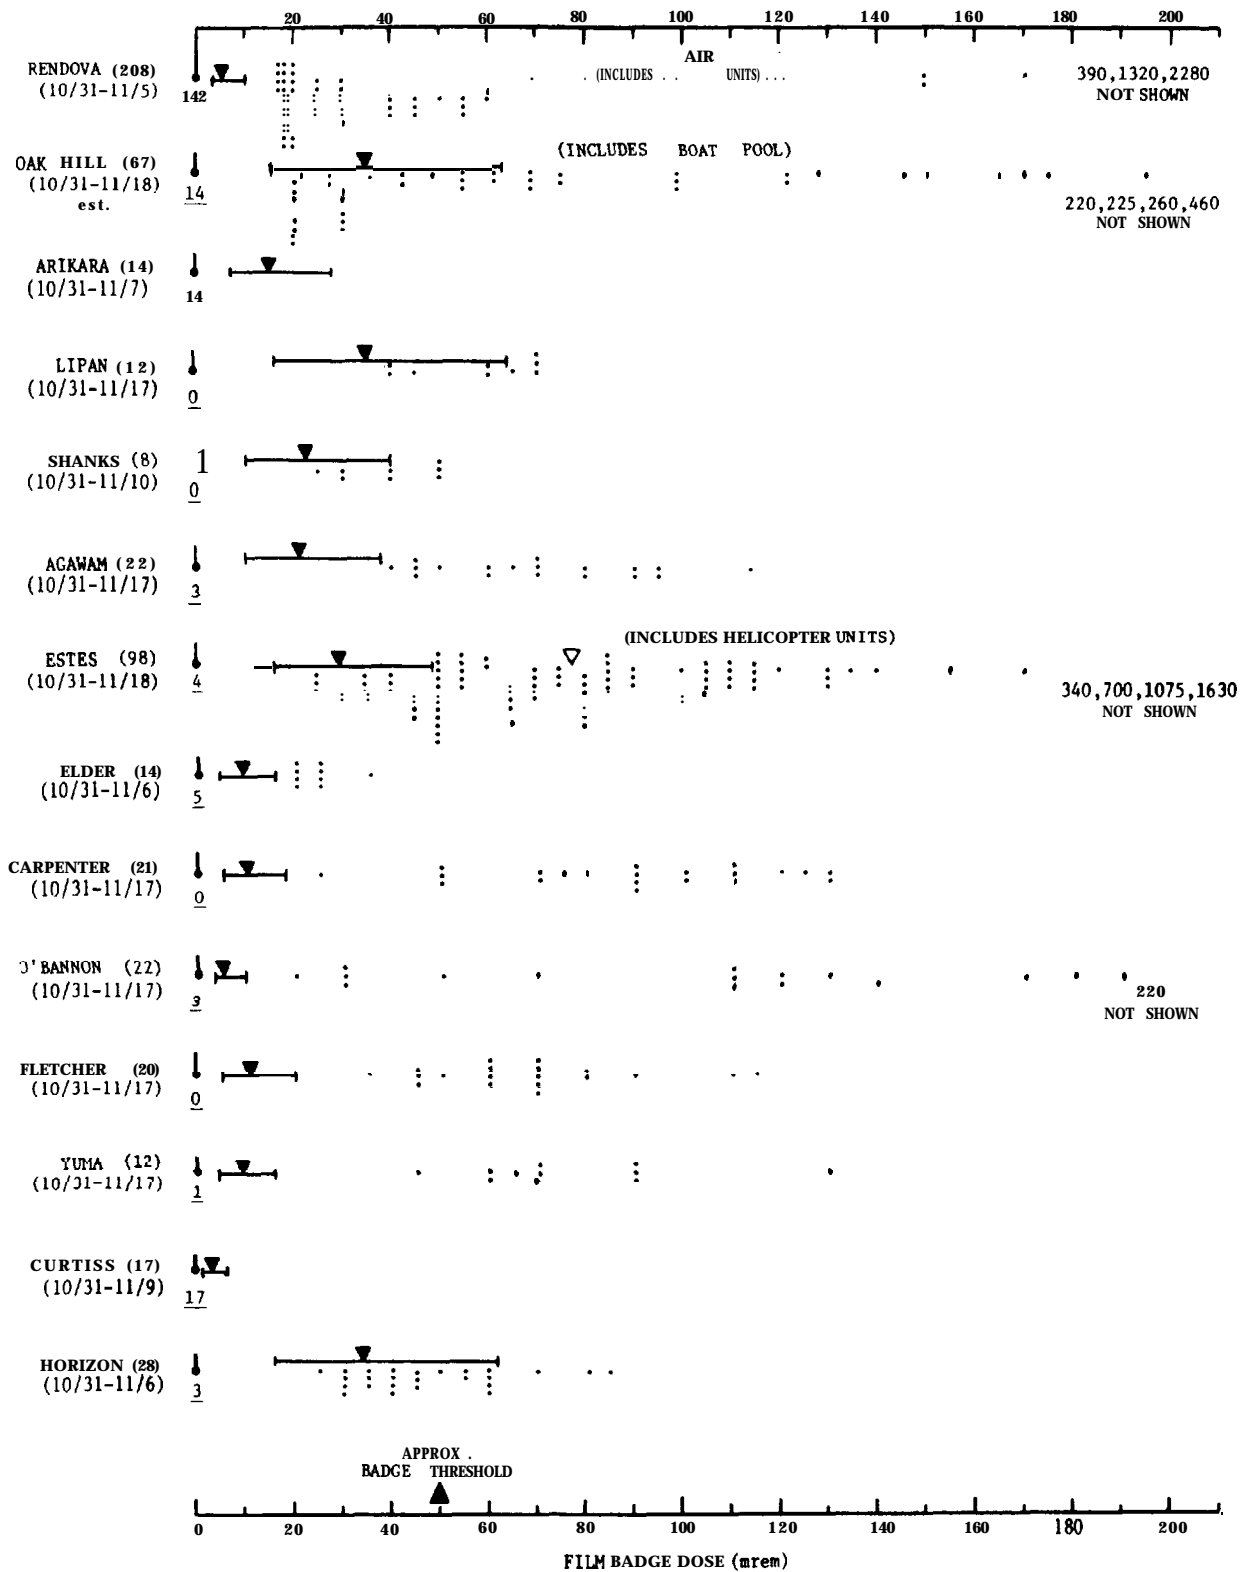 20 40 60 80 100 120 140 160 180 200
AIR
RENDOVA (208) (INCLUDES . . UNITS) . . . 390,1320,2280
(10/31-11/5) 142 NOT SHOWN
OAK HILL (67) (INCLUDES BOAT POOL)
(10/31-11/18) 14
est. 220,225,260,460
NOT SHOWN
ARIKARA (14)
(10/31-11/7) 14
LIPAN (12)
(10/31-11/17) 0
SHANKS (8) 1
(10/31-11/10) 0
AGAWAM (22)
(10/31-11/17) 3
(INCLUDES HELICOPTER UNITS)
ESTES (98)
(10/31-11/18) 4 340,700,1075,1630
NOT SHOWN
ELDER (14)
(10/31-11/6) 5
CARPENTER (21)
(10/31-11/17) 0
O'BANNON (22)
(10/31-11/17) 3 220
NOT SHOWN
FLETCHER (20)
(10/31-11/17) 0
YUMA (12)
(10/31-11/17) 1
CURTISS (17)
(10/31-11/9) 17
HORIZON (28)
(10/31-11/6) 3
APPROX .
BADGE THRESHOLD
0 20 40 60 80 100 120 140 160 180 200
FILM BADGE DOSE (mrem)